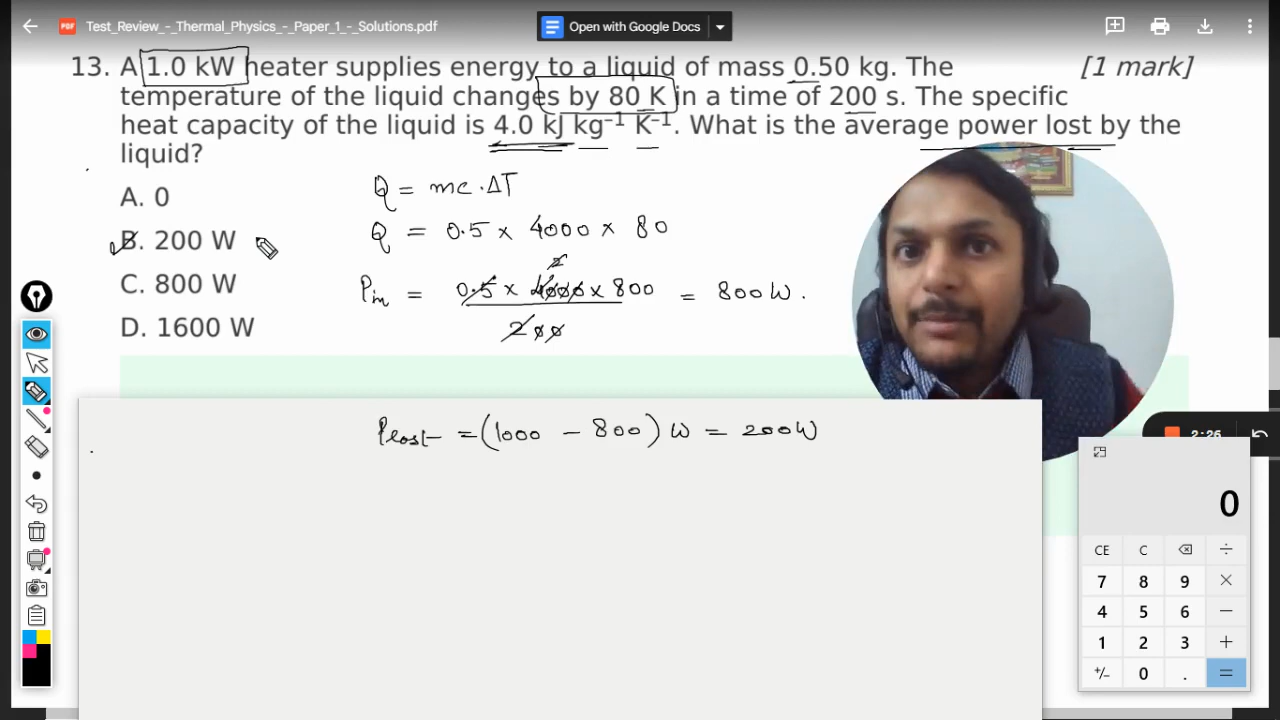 Test_Review_-_Thermal_Physics_-_Paper_1_-_Solutions.pdf
Open with Google Docs
13. A 1.0 kW heater supplies energy to a liquid of mass 0.50 kg. The [1 mark]
temperature of the liquid changes by 80 K in a time of 200 s. The specific
heat capacity of the liquid is 4.0 kJ kg⁻¹ K⁻¹. What is the average power lost by the
liquid?
A. 0
B. 200 W
C. 800 W
D. 1600 W
Q = mc·ΔT
Q = 0.5 × 4000 × 80
2
Pin = 0.5 × 4000 × 800 = 800W.
200
Plost = (1000 − 800) W = 200W
2:26
0
CE C ⌫ ÷
7 8 9 ×
4 5 6 −
1 2 3 +
+/− 0 . =